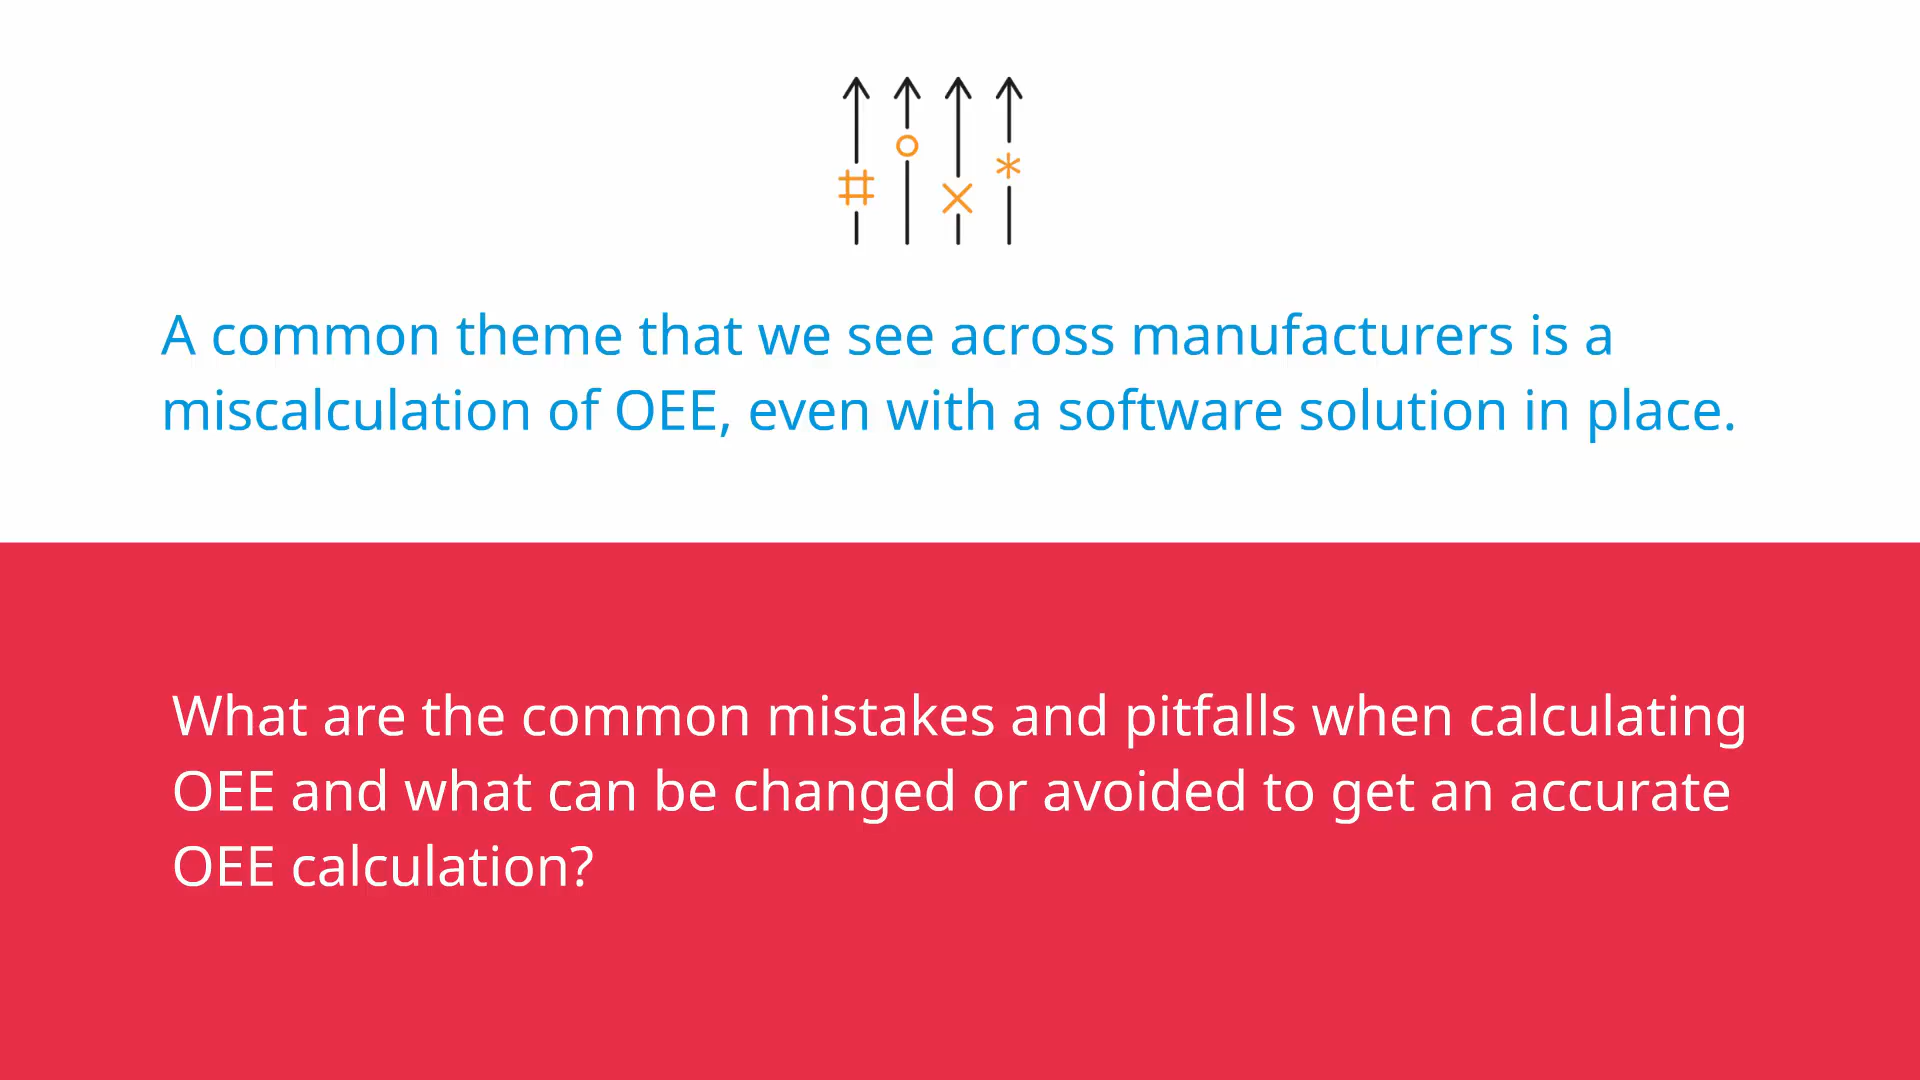 A common theme that we see across manufacturers is a
miscalculation of OEE, even with a software solution in place.
What are the common mistakes and pitfalls when calculating
OEE and what can be changed or avoided to get an accurate
OEE calculation?